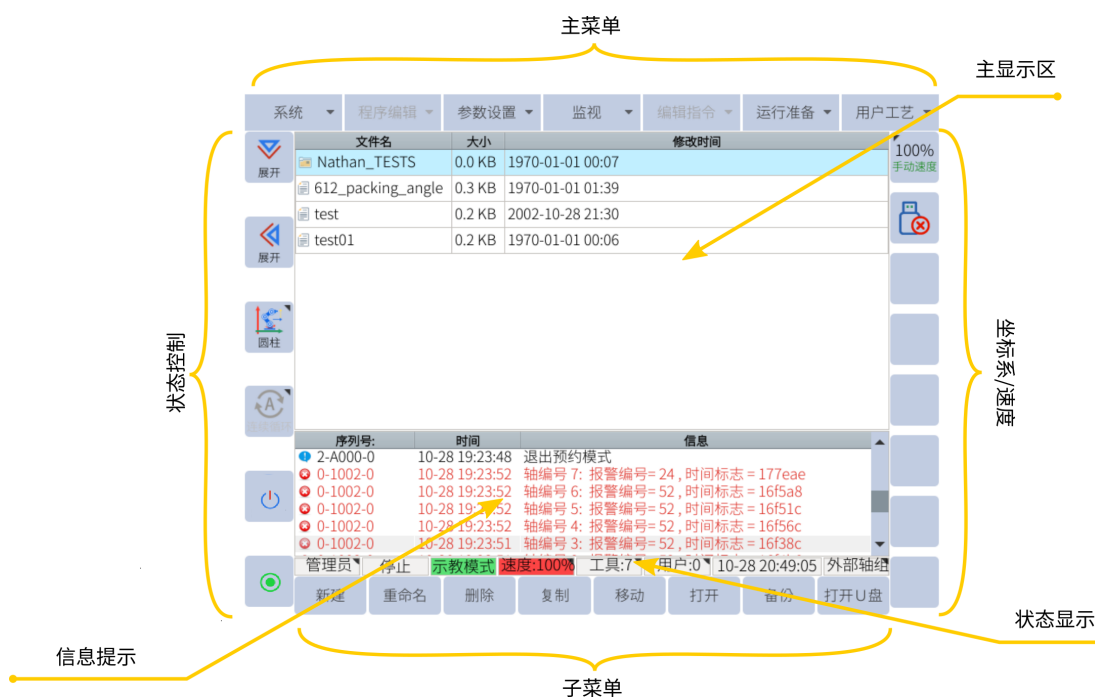 主菜单
主显示区
系统 程序编辑 参数设置 监视 编辑指令 运行准备 用户工艺
展开
文件名 大小 修改时间
100%
手动速度
Nathan_TESTS 0.0 KB 1970-01-01 00:07
612_packing_angle 0.3 KB 1970-01-01 01:39
test 0.2 KB 2002-10-28 21:30
test01 0.2 KB 1970-01-01 00:06
展开
圆柱
状态控制
坐标系/速度
序列号: 时间 信息
2-A000-0 10-28 19:23:48 退出预约模式
0-1002-0 10-28 19:23:52 轴编号 7: 报警编号= 24 , 时间标志 = 177eae
0-1002-0 10-28 19:23:52 轴编号 6: 报警编号= 52 , 时间标志 = 16f5a8
0-1002-0 10-28 19:23:52 轴编号 5: 报警编号= 52 , 时间标志 = 16f51c
0-1002-0 10-28 19:23:52 轴编号 4: 报警编号= 52 , 时间标志 = 16f56c
0-1002-0 10-28 19:23:51 轴编号 3: 报警编号= 52 , 时间标志 = 16f38c
管理员 停止 示教模式 速度:100% 工具:7 用户:0 10-28 20:49:05 外部轴组
新建 重命名 删除 复制 移动 打开 备份 打开U盘
状态显示
信息提示
子菜单